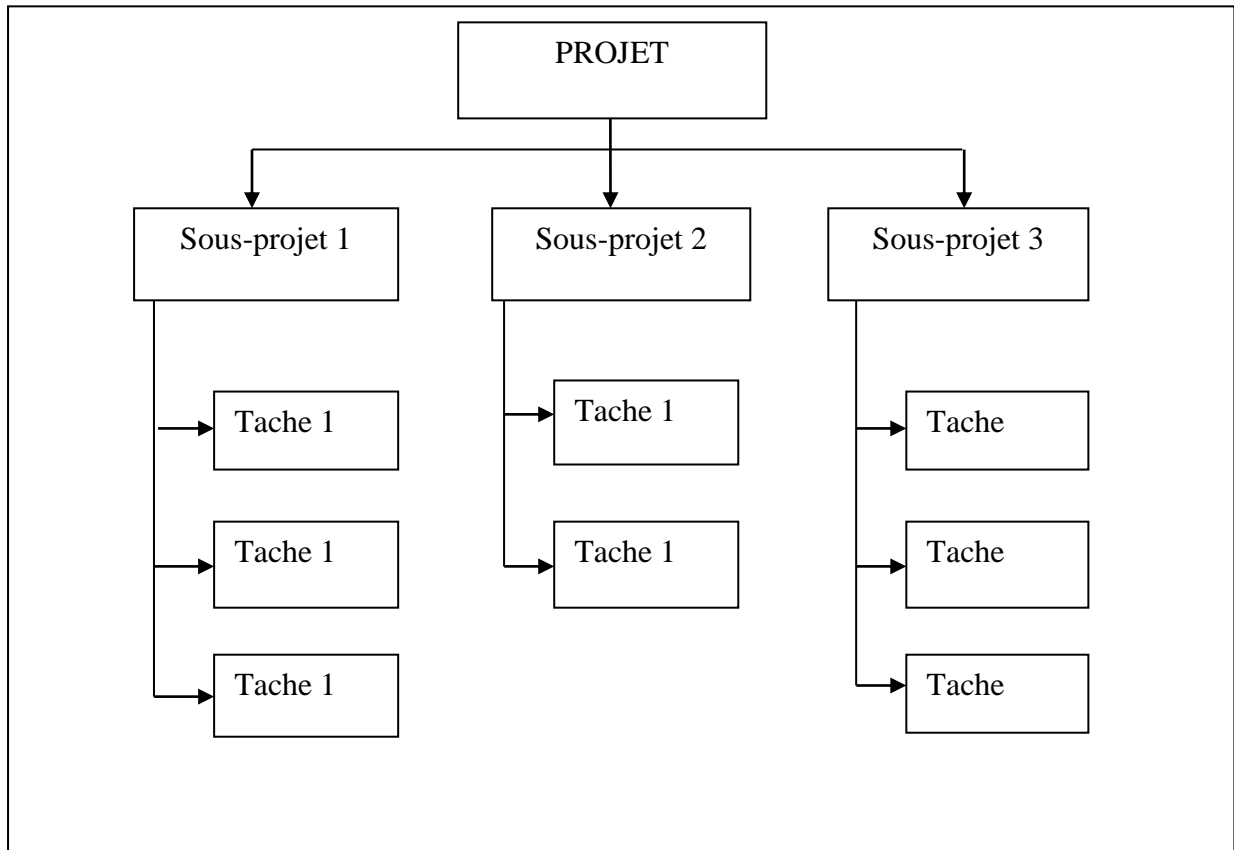 PROJET
Sous-projet 1
Sous-projet 2
Sous-projet 3
Tache 1
Tache 1
Tache
Tache 1
Tache 1
Tache
Tache 1
Tache